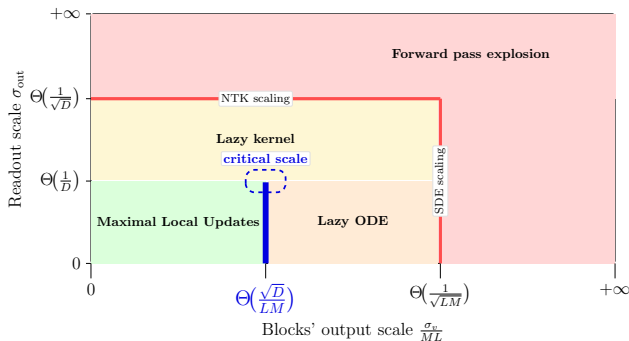 +∞
Forward pass explosion
Readout scale σ_out
Θ(1/√D)
NTK scaling
Lazy kernel
critical scale
SDE scaling
Θ(1/D)
Maximal Local Updates
Lazy ODE
0
0
Θ(√D/LM)
Θ(1/√LM)
+∞
Blocks' output scale σ_v/ML